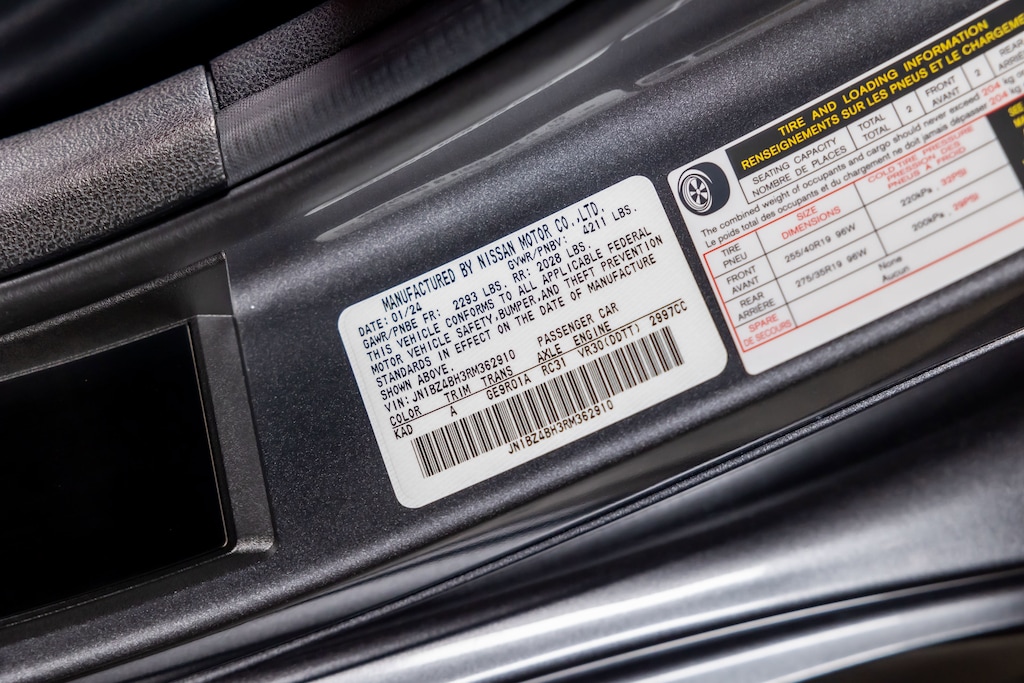 MANUFACTURED BY NISSAN MOTOR CO.,LTD.
DATE: 01/24 GVWR/PNBV: 4211 LBS.
GAWR/PNBE FR: 2293 LBS. RR: 2028 LBS.
THIS VEHICLE CONFORMS TO ALL APPLICABLE FEDERAL
MOTOR VEHICLE SAFETY,BUMPER,AND THEFT PREVENTION
STANDARDS IN EFFECT ON THE DATE OF MANUFACTURE
SHOWN ABOVE.
VIN: JN1BZ4BH3RM362910 PASSENGER CAR
COLOR TRIM TRANS AXLE ENGINE
KAD A GE9R01A RC31 VR30(DDTT) 2997CC
JN1BZ4BH3RM362910
TIRE AND LOADING INFORMATION
RENSEIGNEMENTS SUR LES PNEUS ET LE CHARGEME
SEATING CAPACITY TOTAL 2 FRONT 2 REAR
NOMBRE DE PLACES TOTAL AVANT ARRIÈ
The combined weight of occupants and cargo should never exceed 204 kg or
Le poids total des occupants et du chargement ne doit jamais dépasser 204 kg o
TIRE SIZE COLD TIRE PRESSURE
PNEU DIMENSIONS PRESSION DES PNEUS À FROID
FRONT 255/40R19 96W 220kPa , 32PSI
AVANT
REAR 275/35R19 96W 200kPa , 29PSI
ARRIÈRE
SPARE None
DE SECOURS Aucun
SEE